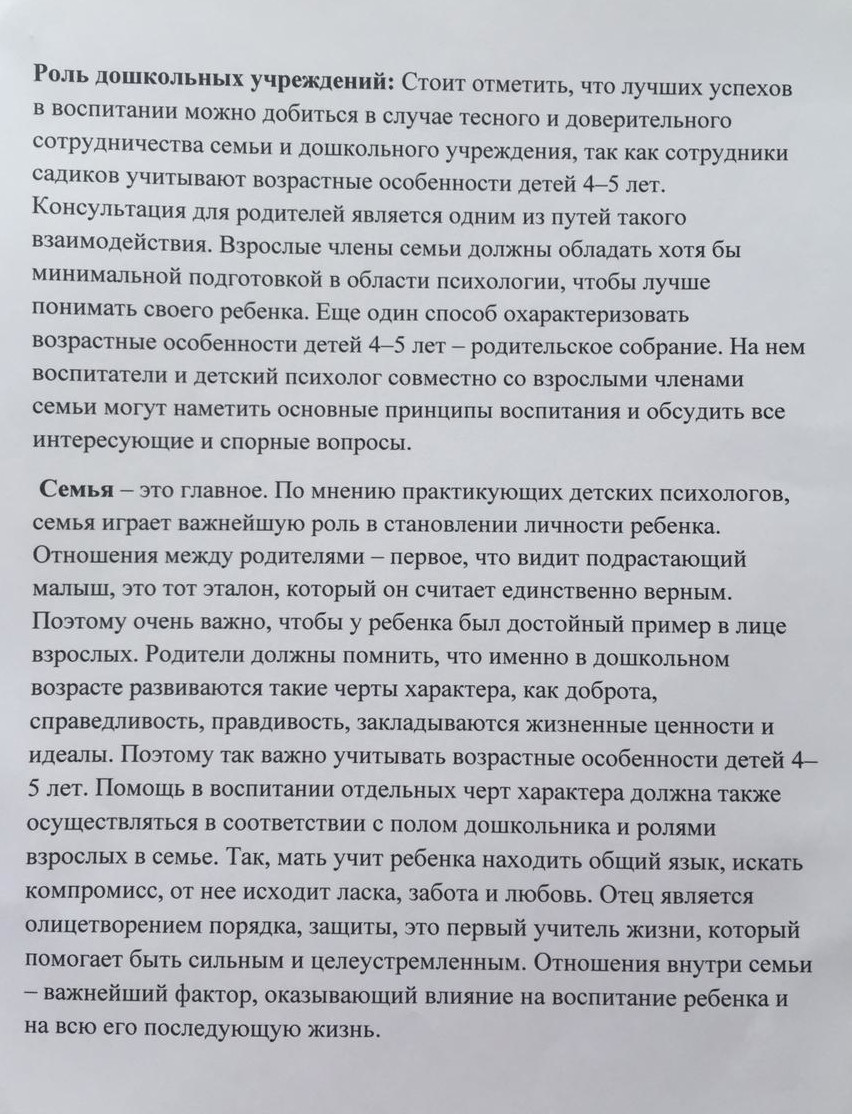 Роль дошкольных учреждений: Стоит отметить, что лучших успехов
в воспитании можно добиться в случае тесного и доверительного
сотрудничества семьи и дошкольного учреждения, так как сотрудники
садиков учитывают возрастные особенности детей 4–5 лет.
Консультация для родителей является одним из путей такого
взаимодействия. Взрослые члены семьи должны обладать хотя бы
минимальной подготовкой в области психологии, чтобы лучше
понимать своего ребенка. Еще один способ охарактеризовать
возрастные особенности детей 4–5 лет – родительское собрание. На нем
воспитатели и детский психолог совместно со взрослыми членами
семьи могут наметить основные принципы воспитания и обсудить все
интересующие и спорные вопросы.
Семья – это главное. По мнению практикующих детских психологов,
семья играет важнейшую роль в становлении личности ребенка.
Отношения между родителями – первое, что видит подрастающий
малыш, это тот эталон, который он считает единственно верным.
Поэтому очень важно, чтобы у ребенка был достойный пример в лице
взрослых. Родители должны помнить, что именно в дошкольном
возрасте развиваются такие черты характера, как доброта,
справедливость, правдивость, закладываются жизненные ценности и
идеалы. Поэтому так важно учитывать возрастные особенности детей 4–
5 лет. Помощь в воспитании отдельных черт характера должна также
осуществляться в соответствии с полом дошкольника и ролями
взрослых в семье. Так, мать учит ребенка находить общий язык, искать
компромисс, от нее исходит ласка, забота и любовь. Отец является
олицетворением порядка, защиты, это первый учитель жизни, который
помогает быть сильным и целеустремленным. Отношения внутри семьи
– важнейший фактор, оказывающий влияние на воспитание ребенка и
на всю его последующую жизнь.